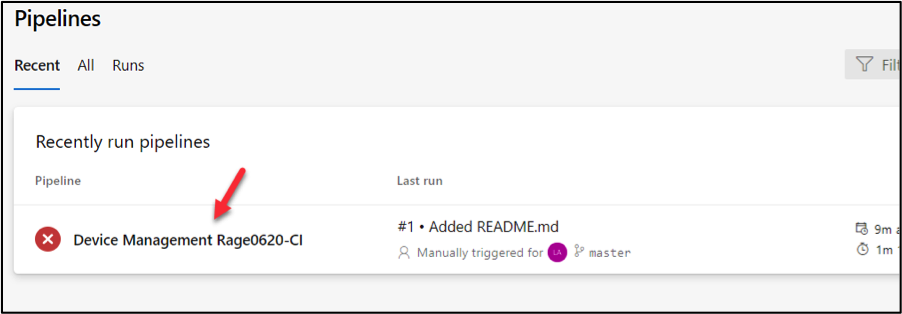 Pipelines
Recent All Runs
Recently run pipelines
Pipeline Last run
Device Management Rage0620-CI
#1 • Added README.md
Manually triggered for LA master
9m
1m